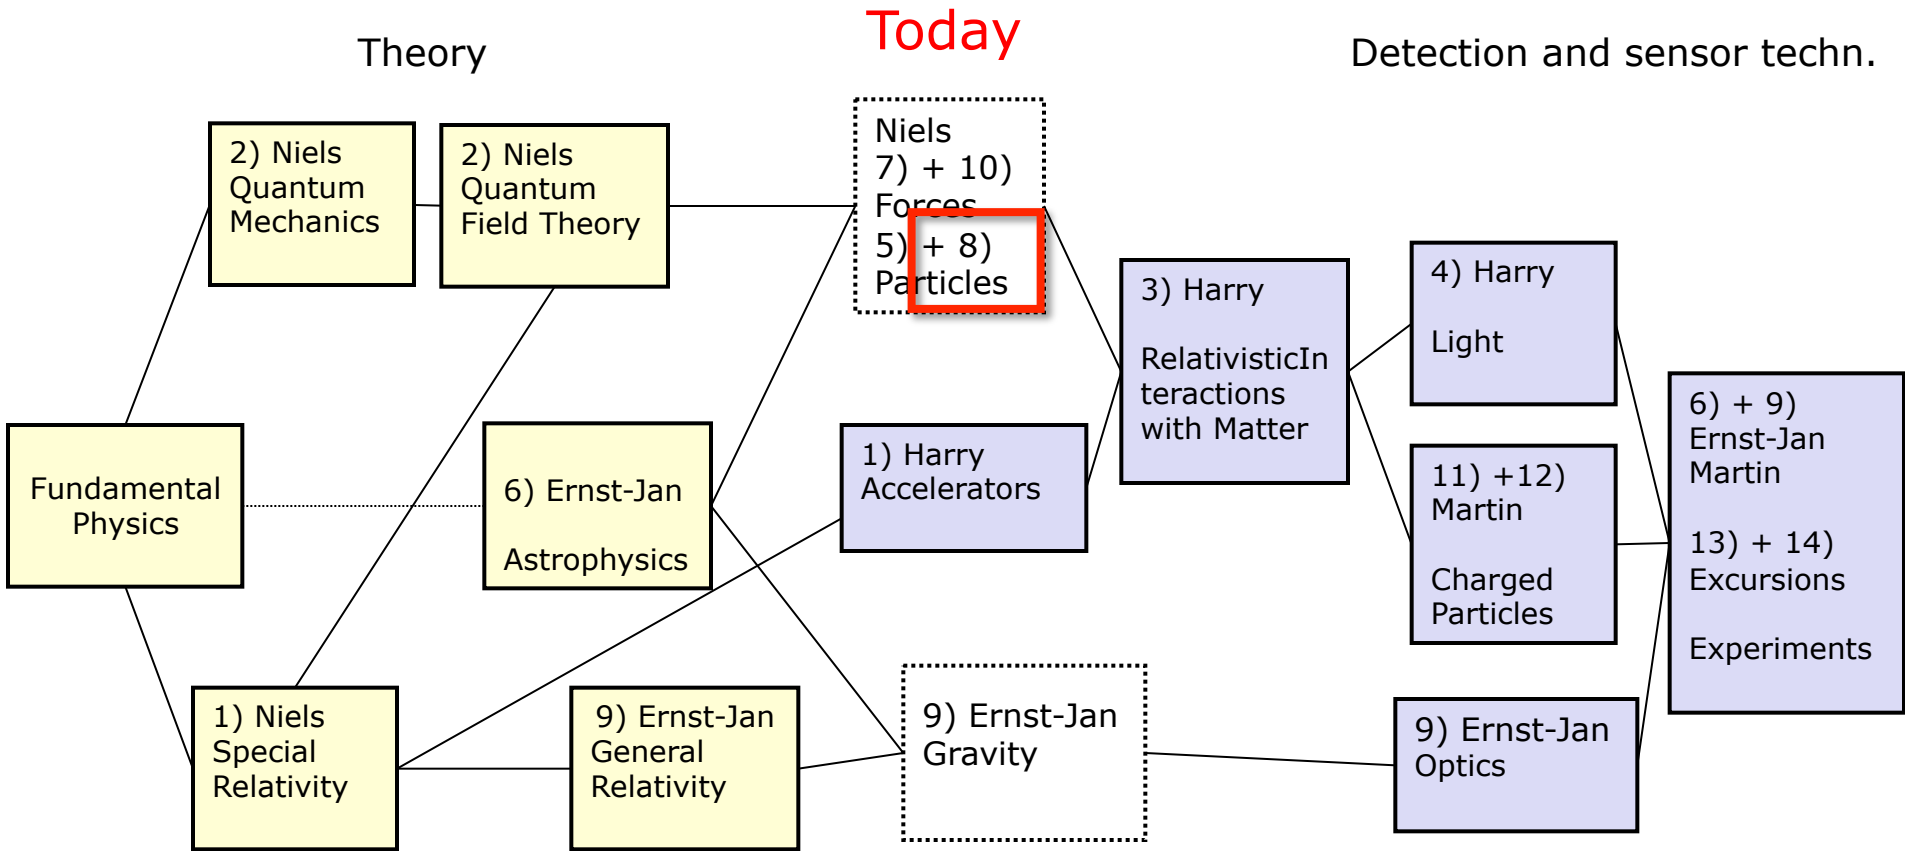 Theory
Today
Detection and sensor techn.
2) Niels
Quantum
Mechanics
2) Niels
Quantum
Field Theory
Niels
7) + 10)
Forces
5) + 8)
Particles
3) Harry
RelativisticIn
teractions
with Matter
4) Harry
Light
6) + 9)
Ernst-Jan
Martin
13) + 14)
Excursions
Experiments
Fundamental
Physics
6) Ernst-Jan
Astrophysics
1) Harry
Accelerators
11) +12)
Martin
Charged
Particles
1) Niels
Special
Relativity
9) Ernst-Jan
General
Relativity
9) Ernst-Jan
Gravity
9) Ernst-Jan
Optics